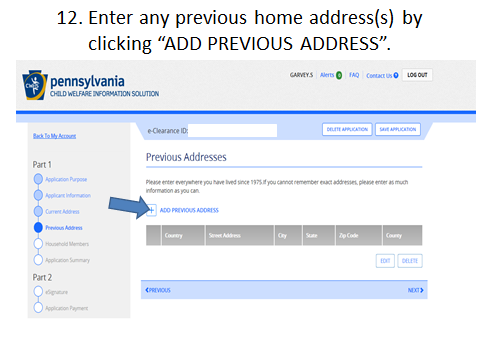 12. Enter any previous home address(s) by
clicking “ADD PREVIOUS ADDRESS”.
pennsylvania
CHILD WELFARE INFORMATION SOLUTION
GARVEY.S Alerts 0 FAQ Contact Us LOG OUT
Back To My Account
e-Clearance ID:
DELETE APPLICATION SAVE APPLICATION
Part 1
Application Purpose
Applicant Information
Current Address
Previous Address
Household Members
Application Summary
Part 2
eSignature
Application Payment
Previous Addresses
Please enter everywhere you have lived since 1975.If you cannot remember exact addresses, please enter as much
information as you can.
+ ADD PREVIOUS ADDRESS
Country Street Address City State Zip Code County
EDIT DELETE
PREVIOUS NEXT